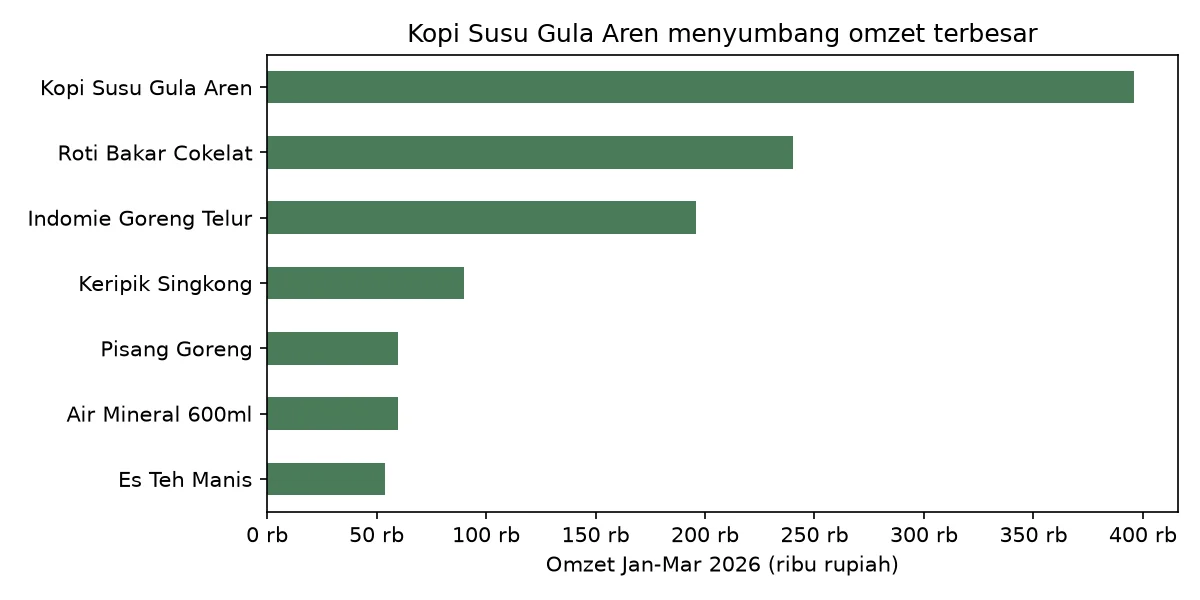 Kopi Susu Gula Aren menyumbang omzet terbesar
Kopi Susu Gula Aren
Roti Bakar Cokelat
Indomie Goreng Telur
Keripik Singkong
Pisang Goreng
Air Mineral 600ml
Es Teh Manis
0 rb 50 rb 100 rb 150 rb 200 rb 250 rb 300 rb 350 rb 400 rb
Omzet Jan-Mar 2026 (ribu rupiah)